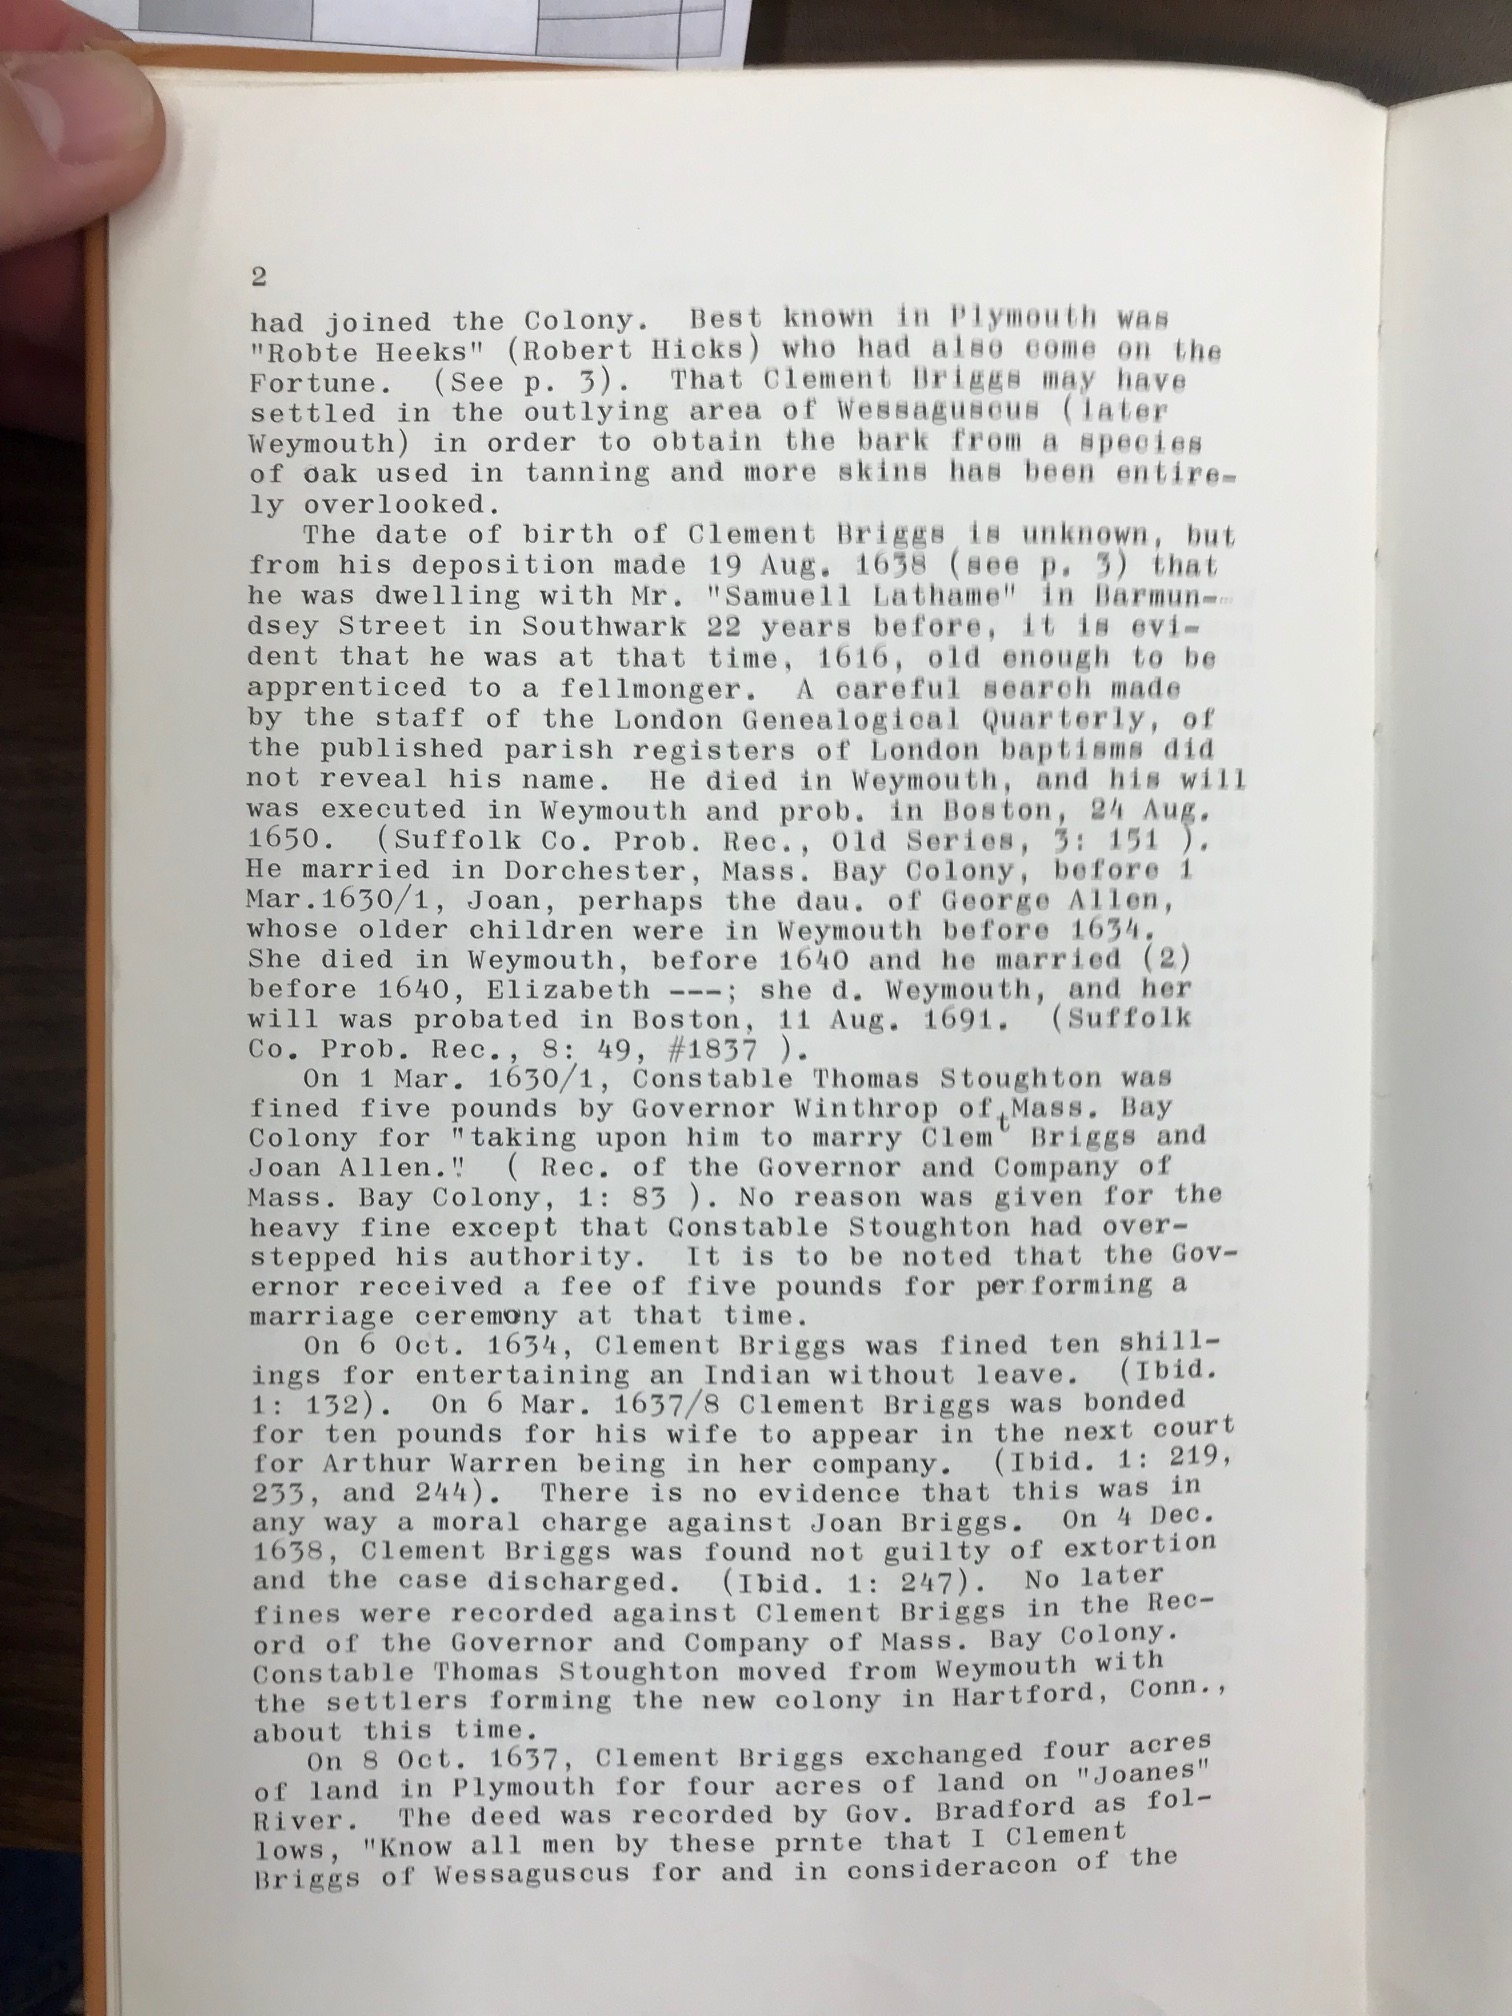 2
had joined the Colony. Best known in Plymouth was
"Robte Heeks" (Robert Hicks) who had also come on the
Fortune. (See p. 3). That Clement Briggs may have
settled in the outlying area of Wessaguscus (later
Weymouth) in order to obtain the bark from a species
of oak used in tanning and more skins has been entire-
ly overlooked.
The date of birth of Clement Briggs is unknown, but
from his deposition made 19 Aug. 1638 (see p. 3) that
he was dwelling with Mr. "Samuell Lathame" in Barmun-
dsey Street in Southwark 22 years before, it is evi-
dent that he was at that time, 1616, old enough to be
apprenticed to a fellmonger. A careful search made
by the staff of the London Genealogical Quarterly, of
the published parish registers of London baptisms did
not reveal his name. He died in Weymouth, and his will
was executed in Weymouth and prob. in Boston, 24 Aug.
1650. (Suffolk Co. Prob. Rec., Old Series, 3: 151 ).
He married in Dorchester, Mass. Bay Colony, before 1
Mar.1630/1, Joan, perhaps the dau. of George Allen,
whose older children were in Weymouth before 1634.
She died in Weymouth, before 1640 and he married (2)
before 1640, Elizabeth ---; she d. Weymouth, and her
will was probated in Boston, 11 Aug. 1691. (Suffolk
Co. Prob. Rec., 8: 49, #1837 ).
On 1 Mar. 1630/1, Constable Thomas Stoughton was
fined five pounds by Governor Winthrop of Mass. Bay
Colony for "taking upon him to marry Clemt Briggs and
Joan Allen." ( Rec. of the Governor and Company of
Mass. Bay Colony, 1: 83 ). No reason was given for the
heavy fine except that Constable Stoughton had over-
stepped his authority. It is to be noted that the Gov-
ernor received a fee of five pounds for performing a
marriage ceremony at that time.
On 6 Oct. 1634, Clement Briggs was fined ten shill-
ings for entertaining an Indian without leave. (Ibid.
1: 132). On 6 Mar. 1637/8 Clement Briggs was bonded
for ten pounds for his wife to appear in the next court
for Arthur Warren being in her company. (Ibid. 1: 219,
233, and 244). There is no evidence that this was in
any way a moral charge against Joan Briggs. On 4 Dec.
1638, Clement Briggs was found not guilty of extortion
and the case discharged. (Ibid. 1: 247). No later
fines were recorded against Clement Briggs in the Rec-
ord of the Governor and Company of Mass. Bay Colony.
Constable Thomas Stoughton moved from Weymouth with
the settlers forming the new colony in Hartford, Conn.,
about this time.
On 8 Oct. 1637, Clement Briggs exchanged four acres
of land in Plymouth for four acres of land on "Joanes"
River. The deed was recorded by Gov. Bradford as fol-
lows, "Know all men by these prnte that I Clement
Briggs of Wessaguscus for and in consideracon of the